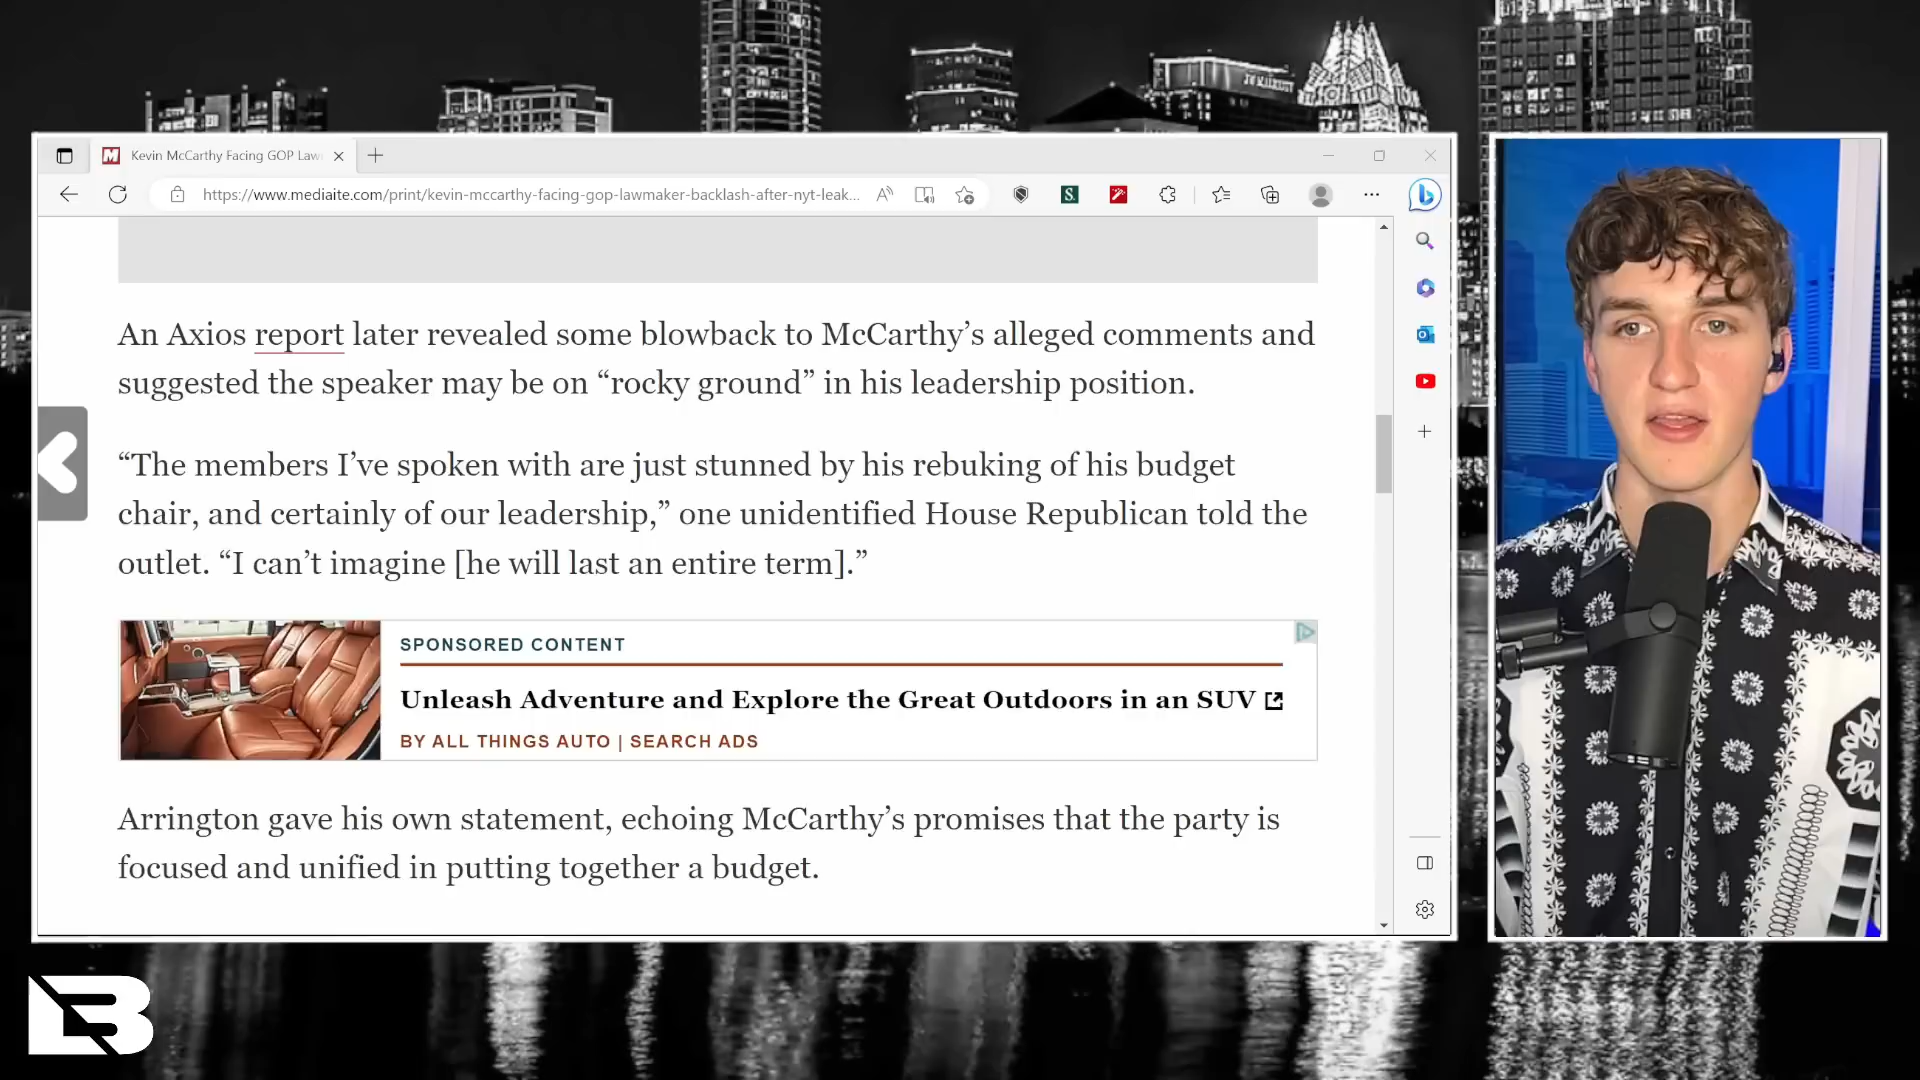 Kevin McCarthy Facing GOP Law
https://www.mediaite.com/print/kevin-mccarthy-facing-gop-lawmaker-backlash-after-nyt-leak...
An Axios report later revealed some blowback to McCarthy’s alleged comments and
suggested the speaker may be on “rocky ground” in his leadership position.
“The members I’ve spoken with are just stunned by his rebuking of his budget
chair, and certainly of our leadership,” one unidentified House Republican told the
outlet. “I can’t imagine [he will last an entire term].”
SPONSORED CONTENT
Unleash Adventure and Explore the Great Outdoors in an SUV
BY ALL THINGS AUTO | SEARCH ADS
Arrington gave his own statement, echoing McCarthy’s promises that the party is
focused and unified in putting together a budget.